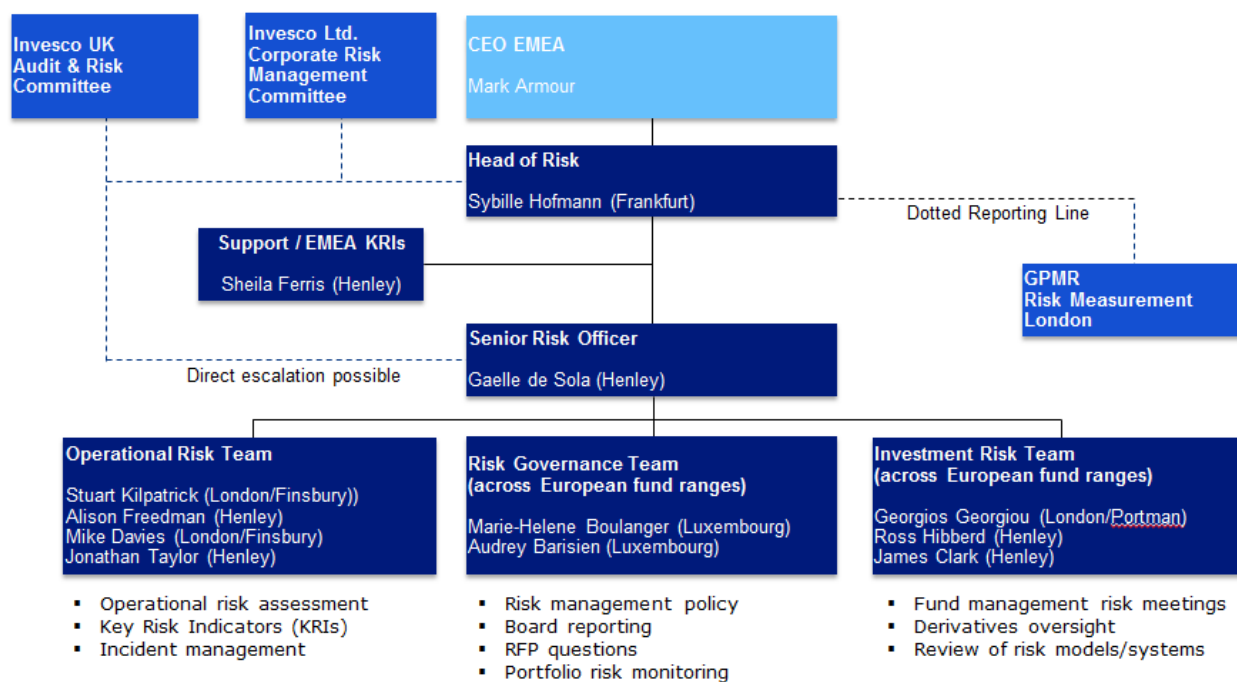 Invesco UK
Audit & Risk
Committee
Invesco Ltd.
Corporate Risk
Management
Committee
CEO EMEA
Mark Armour
Head of Risk
Sybille Hofmann (Frankfurt)
Dotted Reporting Line
Support / EMEA KRIs
Sheila Ferris (Henley)
GPMR
Risk Measurement
London
Senior Risk Officer
Gaelle de Sola (Henley)
Direct escalation possible
Operational Risk Team
Stuart Kilpatrick (London/Finsbury))
Alison Freedman (Henley)
Mike Davies (London/Finsbury)
Jonathan Taylor (Henley)
Risk Governance Team
(across European fund ranges)
Marie-Helene Boulanger (Luxembourg)
Audrey Barisien (Luxembourg)
Investment Risk Team
(across European fund ranges)
Georgios Georgiou (London/Portman)
Ross Hibberd (Henley)
James Clark (Henley)
▪ Operational risk assessment
▪ Key Risk Indicators (KRIs)
▪ Incident management
▪ Risk management policy
▪ Board reporting
▪ RFP questions
▪ Portfolio risk monitoring
▪ Fund management risk meetings
▪ Derivatives oversight
▪ Review of risk models/systems